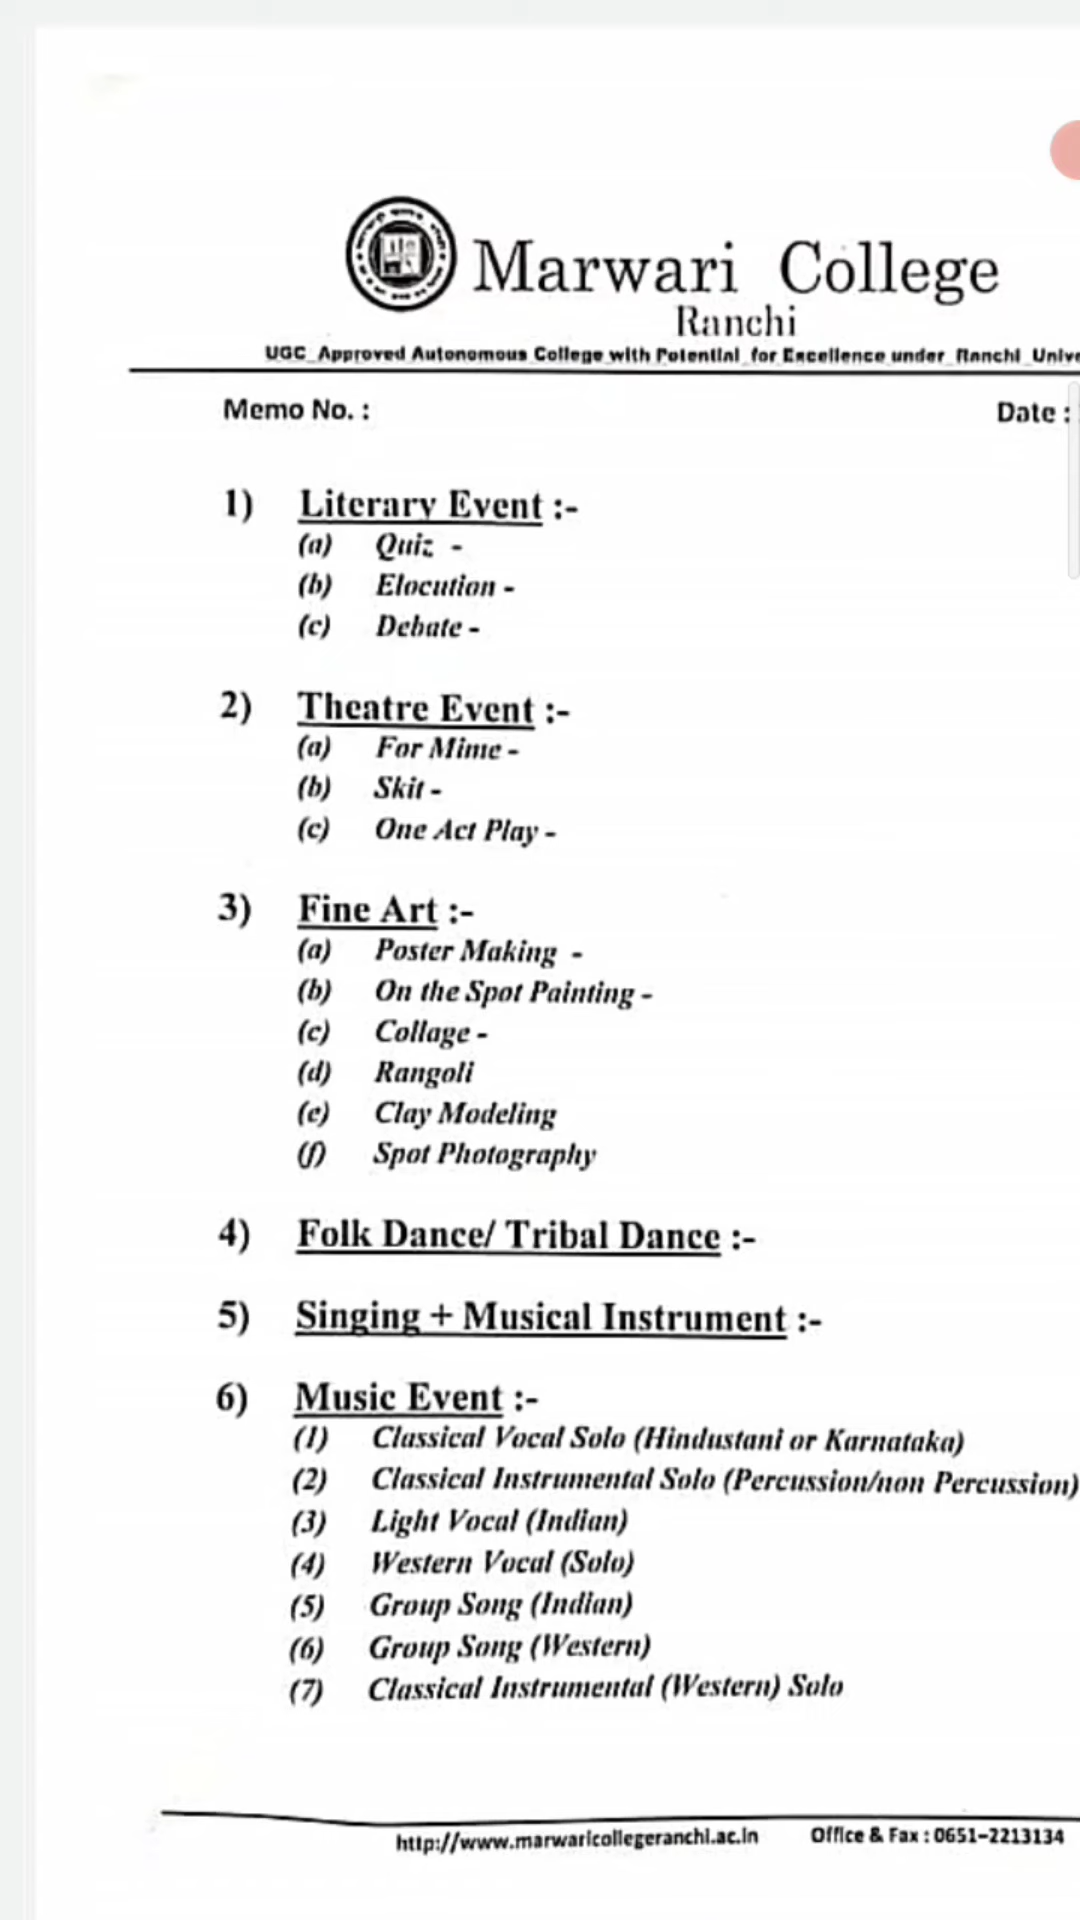 Marwari College
Ranchi
UGC Approved Autonomous College with Potential for Excellence under Ranchi Unive
Memo No. :
Date :
1) Literary Event :-
(a) Quiz -
(b) Elocution -
(c) Debate -
2) Theatre Event :-
(a) For Mime -
(b) Skit -
(c) One Act Play -
3) Fine Art :-
(a) Poster Making -
(b) On the Spot Painting -
(c) Collage -
(d) Rangoli
(e) Clay Modeling
(f) Spot Photography
4) Folk Dance/ Tribal Dance :-
5) Singing + Musical Instrument :-
6) Music Event :-
(1) Classical Vocal Solo (Hindustani or Karnataka)
(2) Classical Instrumental Solo (Percussion/non Percussion)
(3) Light Vocal (Indian)
(4) Western Vocal (Solo)
(5) Group Song (Indian)
(6) Group Song (Western)
(7) Classical Instrumental (Western) Solo
http://www.marwaricollegeranchi.ac.in Office & Fax : 0651-2213134